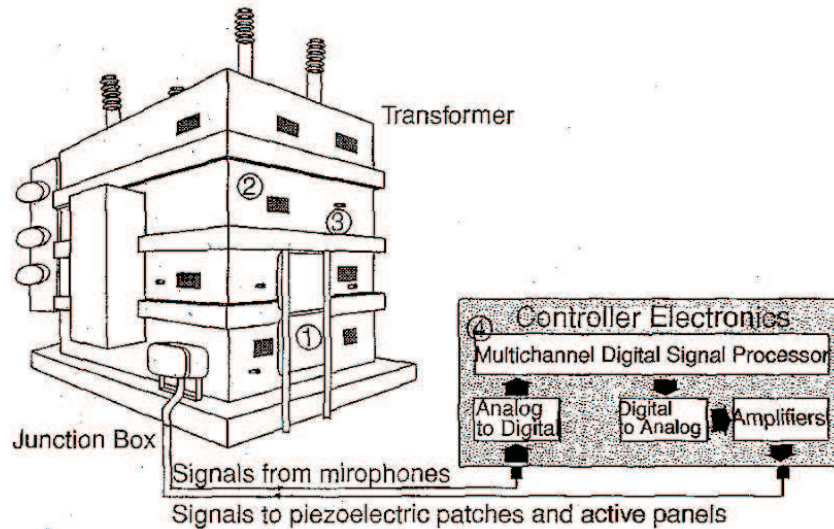 Transformer
②
③
①
④
Controller Electronics
Multichannel Digital Signal Processor
Analog
to Digital
Digital
to Analog
Amplifiers
Junction Box
Signals from mirophones
Signals to piezoelectric patches and active panels